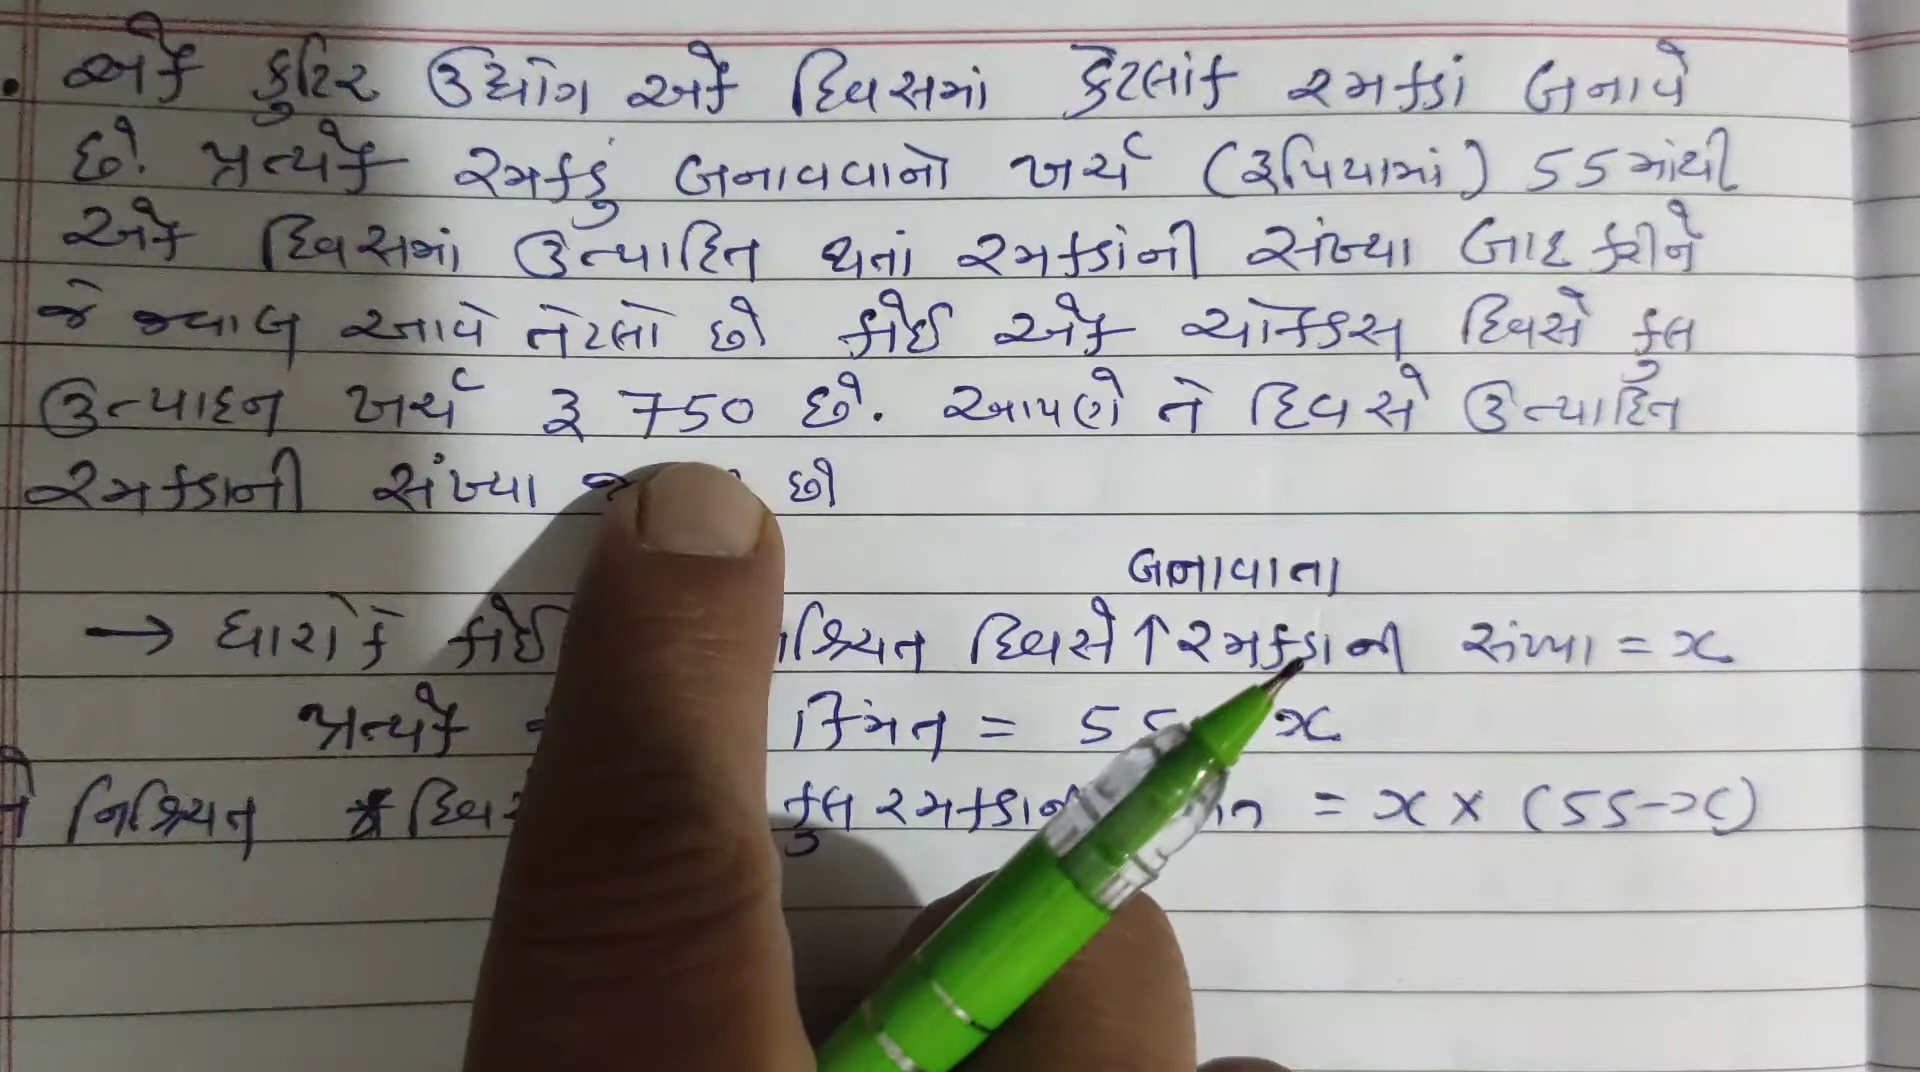 એક કુટિર ઉદ્યોગ એક દિવસમાં કેટલાંક રમકડાં બનાવે
છે. પ્રત્યેક રમકડું બનાવવાનો ખર્ચ (રૂપિયામાં) 55 માંથી
એક દિવસમાં ઉત્પાદિત થતાં રમકડાંની સંખ્યા બાદ કરીને
જે જવાબ આવે તેટલો છે કોઈ એક ચોક્કસ દિવસે કુલ
ઉત્પાદન ખર્ચ રૂ 750 છે. આપણે તે દિવસે ઉત્પાદિત
રમકડાની સંખ્યા છે
બનાવાતા
→ ધારોકે કોઈ દિવસે ↑ રમકડાની સંખ્યા = x
પ્રત્યેક કિંમત = 55 x
નિશ્ચિત કુલ રમકડાની = x × (55-x)